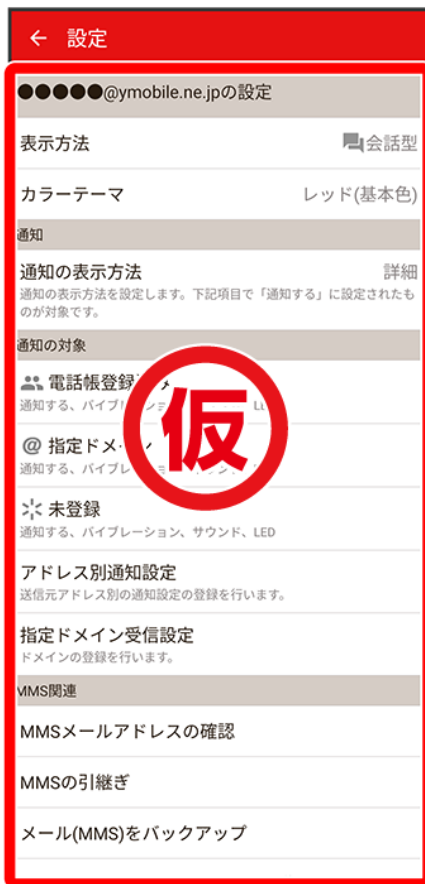 ← 設定
●●●●●@ymobile.ne.jpの設定
表示方法 会話型
カラーテーマ レッド(基本色)
通知
通知の表示方法 詳細
通知の表示方法を設定します。下記項目で「通知する」に設定されたも
のが対象です。
通知の対象
電話帳登録
通知する、バイブ
仮
@ 指定ドメ
通知する、バイブレ
未登録
通知する、バイブレーション、サウンド、LED
アドレス別通知設定
送信元アドレス別の通知設定の登録を行います。
指定ドメイン受信設定
ドメインの登録を行います。
MMS関連
MMSメールアドレスの確認
MMSの引継ぎ
メール(MMS)をバックアップ